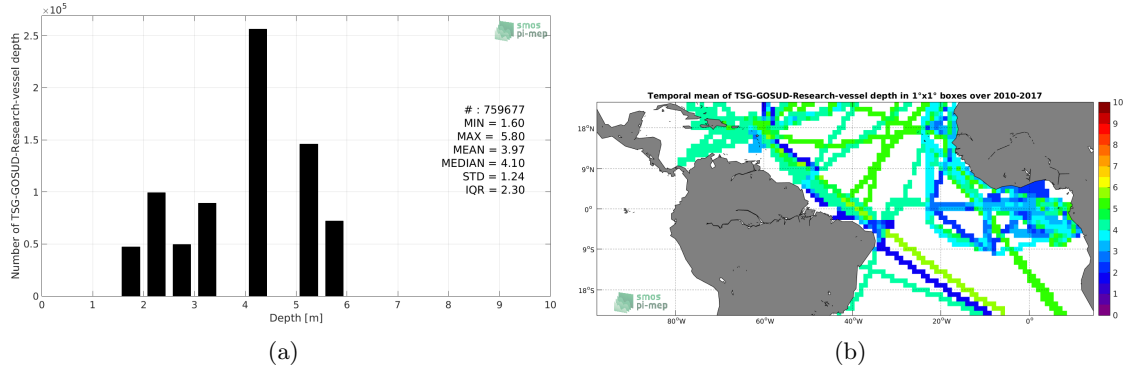 ×10⁵
smos
pi-mep
2.5
2
1.5
1
0.5
0
Number of TSG-GOSUD-Research-vessel depth
# : 759677
MIN = 1.60
MAX = 5.80
MEAN = 3.97
MEDIAN = 4.10
STD = 1.24
IQR = 2.30
0 1 2 3 4 5 6 7 8 9 10
Depth [m]
(a)
Temporal mean of TSG-GOSUD-Research-vessel depth in 1°x1° boxes over 2010-2017
18°N
9°N
0°
9°S
18°S
smos
pi-mep
80°W 60°W 40°W 20°W 0°
10
9
8
7
6
5
4
3
2
1
0
(b)